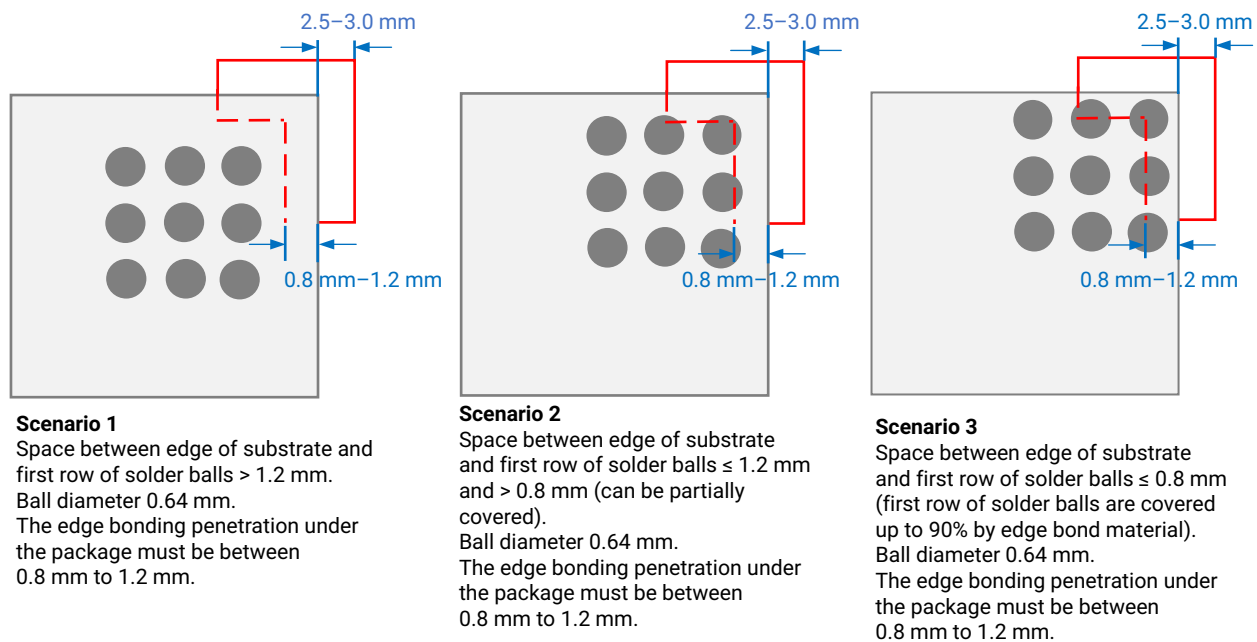 2.5–3.0 mm
0.8 mm–1.2 mm
Scenario 1
Space between edge of substrate and
first row of solder balls > 1.2 mm.
Ball diameter 0.64 mm.
The edge bonding penetration under
the package must be between
0.8 mm to 1.2 mm.
2.5–3.0 mm
0.8 mm–1.2 mm
Scenario 2
Space between edge of substrate
and first row of solder balls ≤ 1.2 mm
and > 0.8 mm (can be partially
covered).
Ball diameter 0.64 mm.
The edge bonding penetration under
the package must be between
0.8 mm to 1.2 mm.
2.5–3.0 mm
0.8 mm–1.2 mm
Scenario 3
Space between edge of substrate
and first row of solder balls ≤ 0.8 mm
(first row of solder balls are covered
up to 90% by edge bond material).
Ball diameter 0.64 mm.
The edge bonding penetration under
the package must be between
0.8 mm to 1.2 mm.